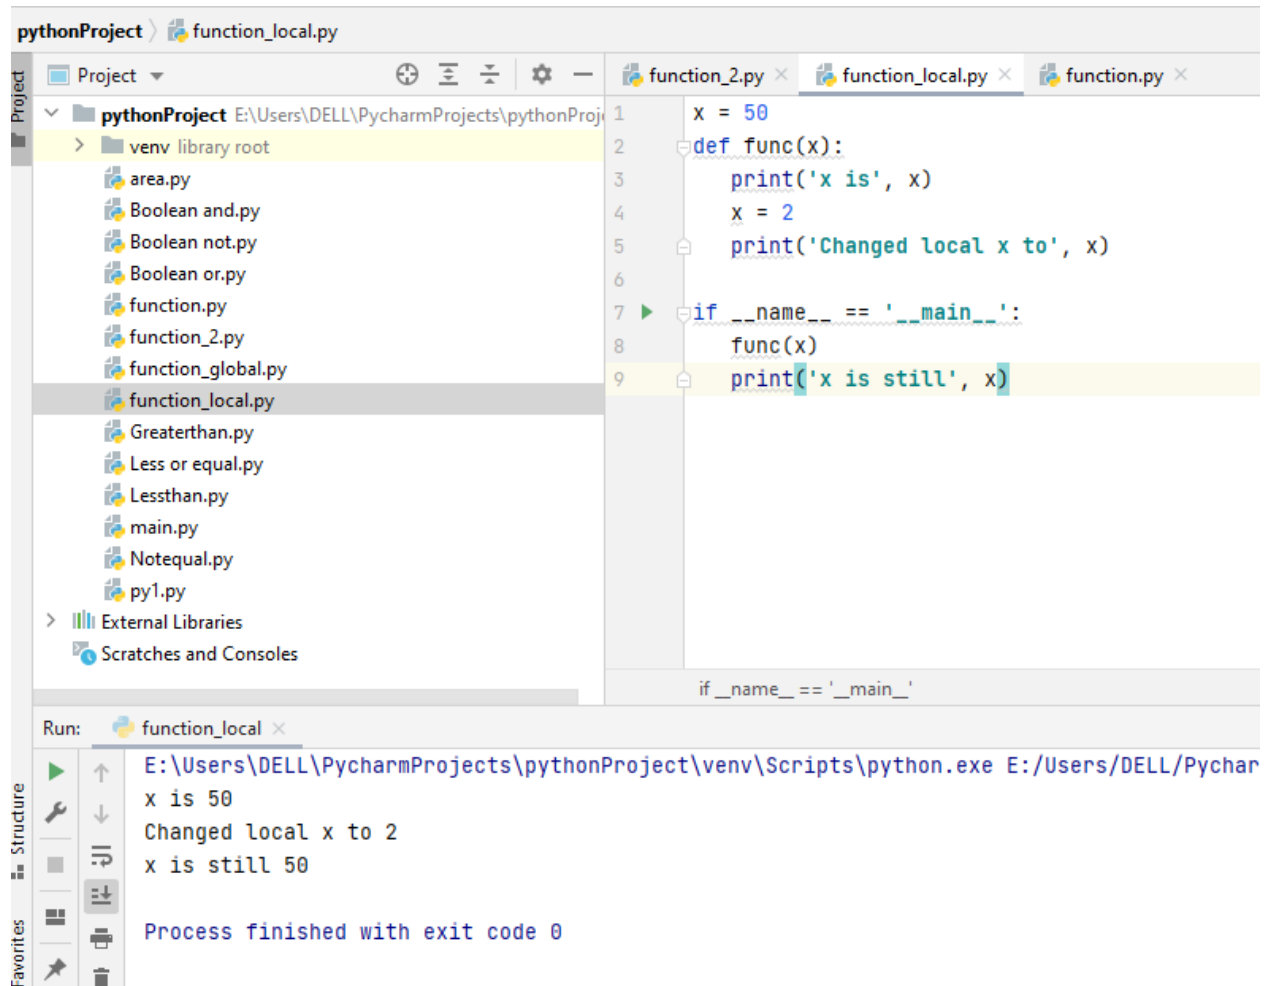 pythonProject function_local.py
Project
Project
function_2.py
function_local.py
function.py
pythonProject E:\Users\DELL\PycharmProjects\pythonProj
venv library root
area.py
Boolean and.py
Boolean not.py
Boolean or.py
function.py
function_2.py
function_global.py
function_local.py
Greaterthan.py
Less or equal.py
Lessthan.py
main.py
Notequal.py
py1.py
External Libraries
Scratches and Consoles
1 x = 50
2 def func(x):
3 print('x is', x)
4 x = 2
5 print('Changed local x to', x)
6
7 if __name__ == '__main__':
8 func(x)
9 print('x is still', x)
if __name__ == '__main__'
Run: function_local
E:\Users\DELL\PycharmProjects\pythonProject\venv\Scripts\python.exe E:/Users/DELL/Pychar
x is 50
Changed local x to 2
x is still 50
Process finished with exit code 0
Structure
Favorites